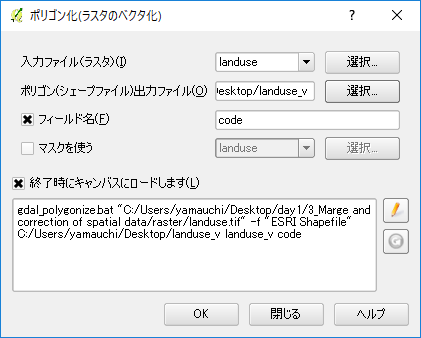 ポリゴン化(ラスタのベクタ化)
入力ファイル(ラスタ)(I) landuse 選択...
ポリゴン(シェープファイル)出力ファイル(O) esktop/landuse_v 選択...
フィールド名(F) code
マスクを使う landuse 選択...
終了時にキャンバスにロードします(L)
gdal_polygonize.bat "C:/Users/yamauchi/Desktop/day1/3_Marge and
correction of spatial data/raster/landuse.tif" -f "ESRI Shapefile"
C:/Users/yamauchi/Desktop/landuse_v landuse_v code
OK 閉じる ヘルプ